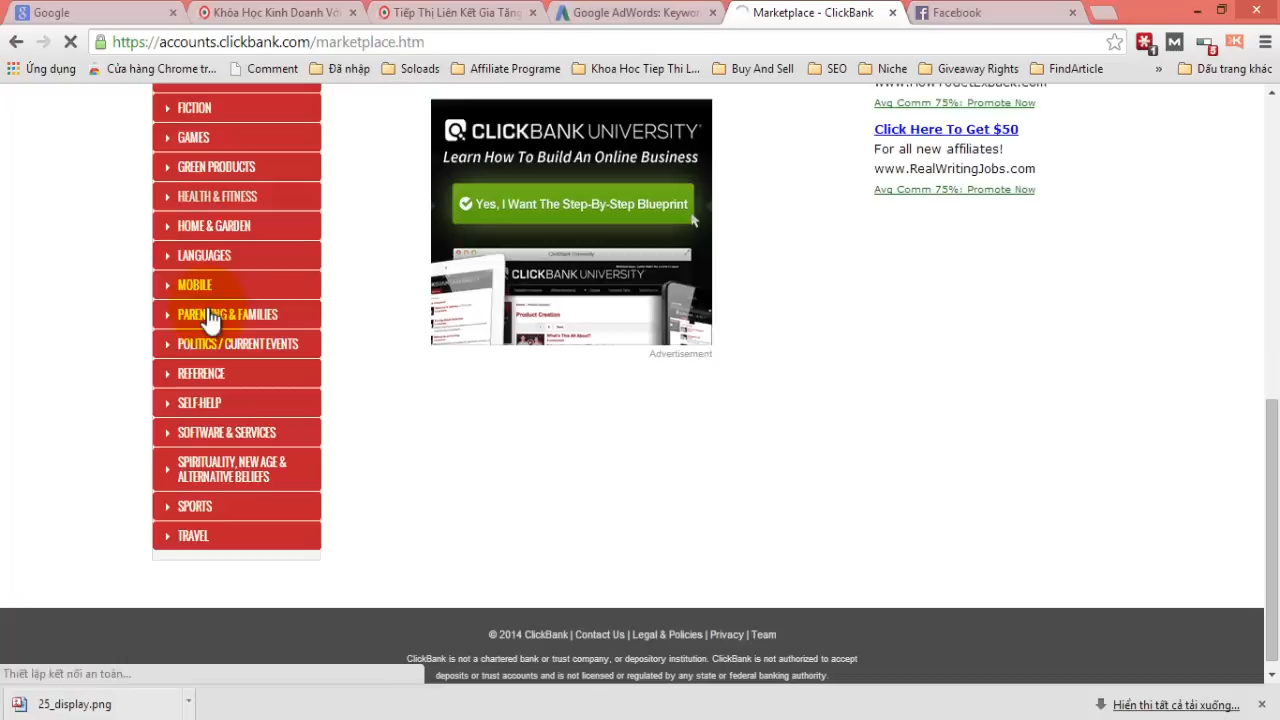 Google
Khóa Học Kinh Doanh Với
Tiếp Thị Liên Kết Gia Tăng
Google AdWords: Keywor
Marketplace - ClickBank
Facebook
https://accounts.clickbank.com/marketplace.htm
Ứng dụng
Cửa hàng Chrome tr...
Comment
Đã nhập
Soloads
Affiliate Programe
Khoa Hoc Tiep Thi L...
Buy And Sell
SEO
Niche
Giveaway Rights
FindArticle
»
Dấu trang khác
FICTION
GAMES
GREEN PRODUCTS
HEALTH & FITNESS
HOME & GARDEN
LANGUAGES
MOBILE
PARENTING & FAMILIES
POLITICS / CURRENT EVENTS
REFERENCE
SELF-HELP
SOFTWARE & SERVICES
SPIRITUALITY, NEW AGE &
ALTERNATIVE BELIEFS
SPORTS
TRAVEL
CLICKBANK UNIVERSITY
Learn How To Build An Online Business
Yes, I Want The Step-By-Step Blueprint
ClickBank University
CLICKBANK UNIVERSITY
Product Creation
Advertisement
www.HowToGetExBack.com
Avg Comm 75%: Promote Now
Click Here To Get $50
For all new affiliates!
www.RealWritingJobs.com
Avg Comm 75%: Promote Now
© 2014 ClickBank | Contact Us | Legal & Policies | Privacy | Team
ClickBank is not a chartered bank or trust company, or depository institution. ClickBank is not authorized to accept
deposits or trust accounts and is not licensed or regulated by any state or federal banking authority.
Thiết lập kết nối an toàn...
25_display.png
Hiển thị tất cả tải xuống...